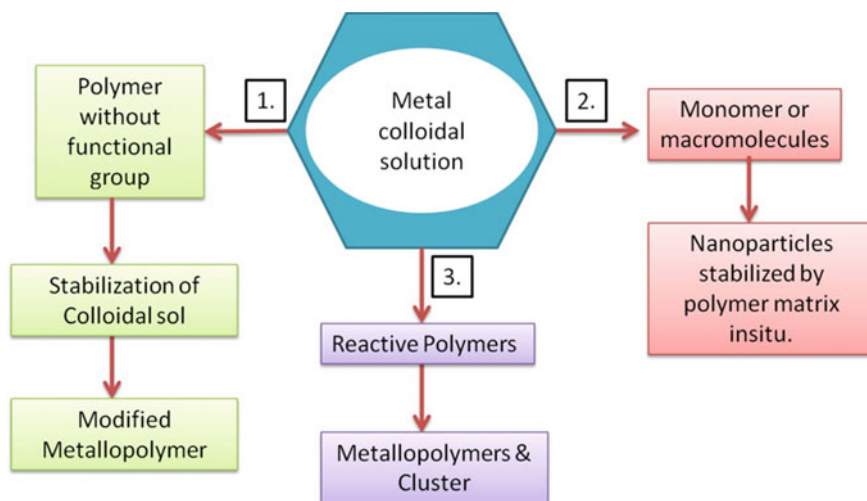 Metal
colloidal
solution
1.
Polymer
without
functional
group
Stabilization of
Colloidal sol
Modified
Metallopolymer
2.
Monomer or
macromolecules
Nanoparticles
stabilized by
polymer matrix
insitu.
3.
Reactive Polymers
Metallopolymers &
Cluster